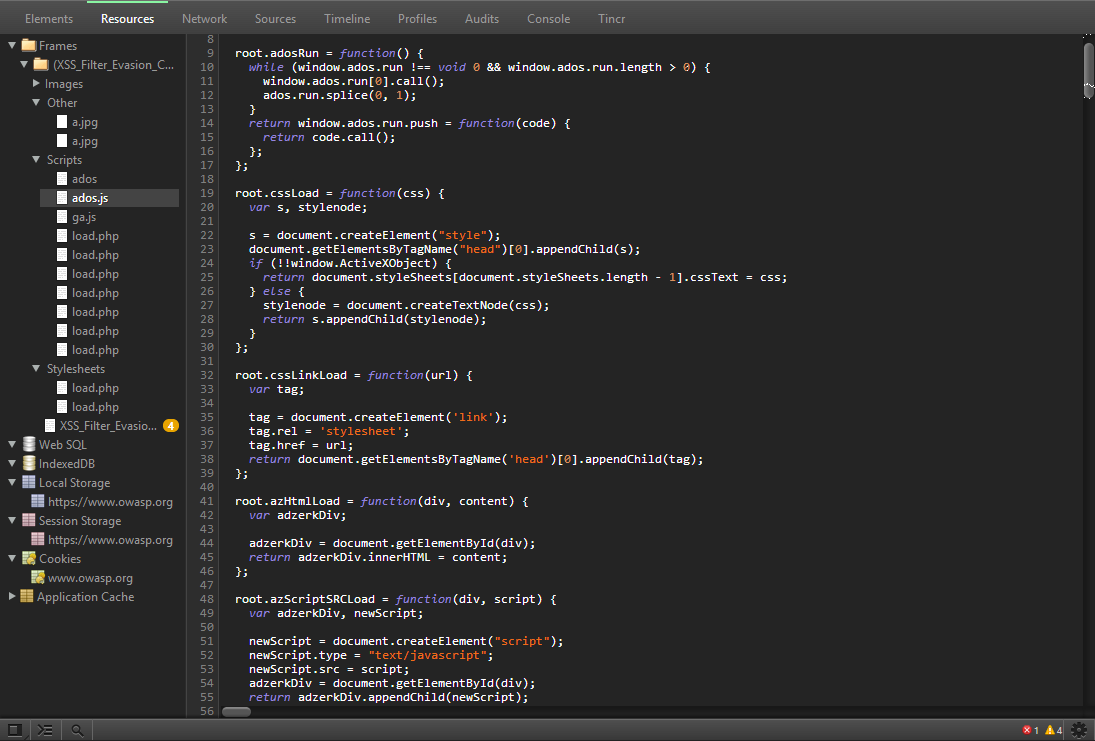 Elements Resources Network Sources Timeline Profiles Audits Console Tincr
Frames
(XSS_Filter_Evasion_C...
Images
Other
a.jpg
a.jpg
Scripts
ados
ados.js
ga.js
load.php
load.php
load.php
load.php
load.php
load.php
load.php
Stylesheets
load.php
load.php
XSS_Filter_Evasio... 4
Web SQL
IndexedDB
Local Storage
https://www.owasp.org
Session Storage
https://www.owasp.org
Cookies
www.owasp.org
Application Cache
8
9 root.adosRun = function() {
10 while (window.ados.run !== void 0 && window.ados.run.length > 0) {
11 window.ados.run[0].call();
12 ados.run.splice(0, 1);
13 }
14 return window.ados.run.push = function(code) {
15 return code.call();
16 };
17 };
18
19 root.cssLoad = function(css) {
20 var s, stylenode;
21
22 s = document.createElement("style");
23 document.getElementsByTagName("head")[0].appendChild(s);
24 if (!!window.ActiveXObject) {
25 return document.styleSheets[document.styleSheets.length - 1].cssText = css;
26 } else {
27 stylenode = document.createTextNode(css);
28 return s.appendChild(stylenode);
29 }
30 };
31
32 root.cssLinkLoad = function(url) {
33 var tag;
34
35 tag = document.createElement('link');
36 tag.rel = 'stylesheet';
37 tag.href = url;
38 return document.getElementsByTagName('head')[0].appendChild(tag);
39 };
40
41 root.azHtmlLoad = function(div, content) {
42 var adzerkDiv;
43
44 adzerkDiv = document.getElementById(div);
45 return adzerkDiv.innerHTML = content;
46 };
47
48 root.azScriptSRCLoad = function(div, script) {
49 var adzerkDiv, newScript;
50
51 newScript = document.createElement("script");
52 newScript.type = "text/javascript";
53 newScript.src = script;
54 adzerkDiv = document.getElementById(div);
55 return adzerkDiv.appendChild(newScript);
56
1 4